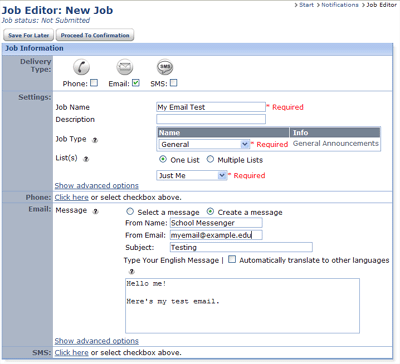 Job Editor: New Job
> Start > Notifications > Job Editor
Job status: Not Submitted
Save For Later Proceed To Confirmation
Job Information
Delivery Type:
SMS
Phone: Email: SMS:
Settings:
Job Name My Email Test * Required
Description
Name Info
Job Type ? General * Required General Announcements
List(s) ? One List Multiple Lists
Just Me * Required
Show advanced options
Phone: Click here or select checkbox above.
Email: Message ? Select a message Create a message
From Name: School Messenger
From Email: myemail@example.edu
Subject: Testing
Type Your English Message | Automatically translate to other languages
?
Hello me!
Here's my test email.
Show advanced options
SMS: Click here or select checkbox above.